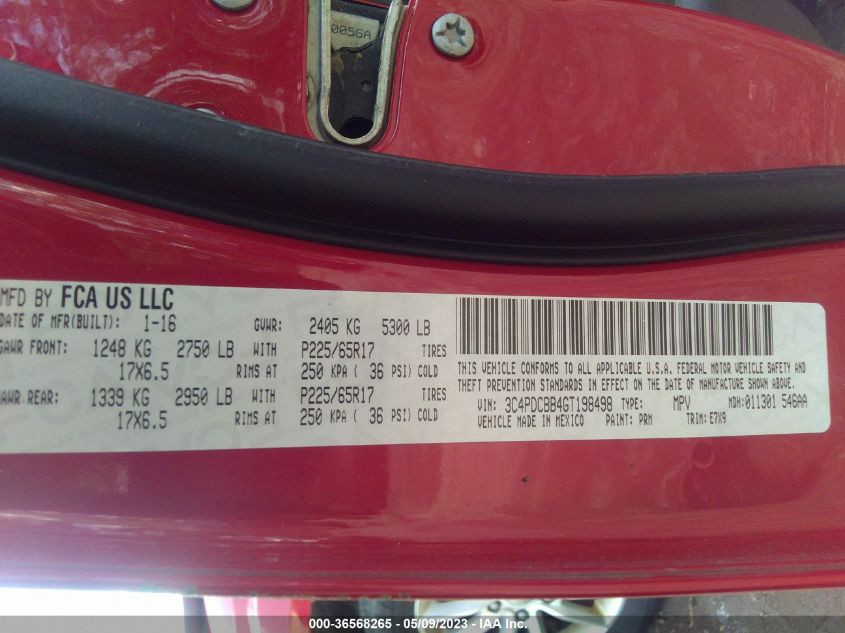 0056A
MFD BY FCA US LLC
DATE OF MFR(BUILT): 1-16 GVWR: 2405 KG 5300 LB
GAWR FRONT: 1248 KG 2750 LB WITH P225/65R17 TIRES
17X6.5 RIMS AT 250 KPA ( 36 PSI) COLD
GAWR REAR: 1339 KG 2950 LB WITH P225/65R17 TIRES
17X6.5 RIMS AT 250 KPA ( 36 PSI) COLD
THIS VEHICLE CONFORMS TO ALL APPLICABLE U.S.A. FEDERAL MOTOR VEHICLE SAFETY AND
THEFT PREVENTION STANDARDS IN EFFECT ON THE DATE OF MANUFACTURE SHOWN ABOVE.
VIN: 3C4PDCBB4GT198498 TYPE: MPV MDH: 011301 546AA
VEHICLE MADE IN MEXICO PAINT: PRM TRIM: E7X9
000-36568265 - 05/09/2023 - IAA Inc.